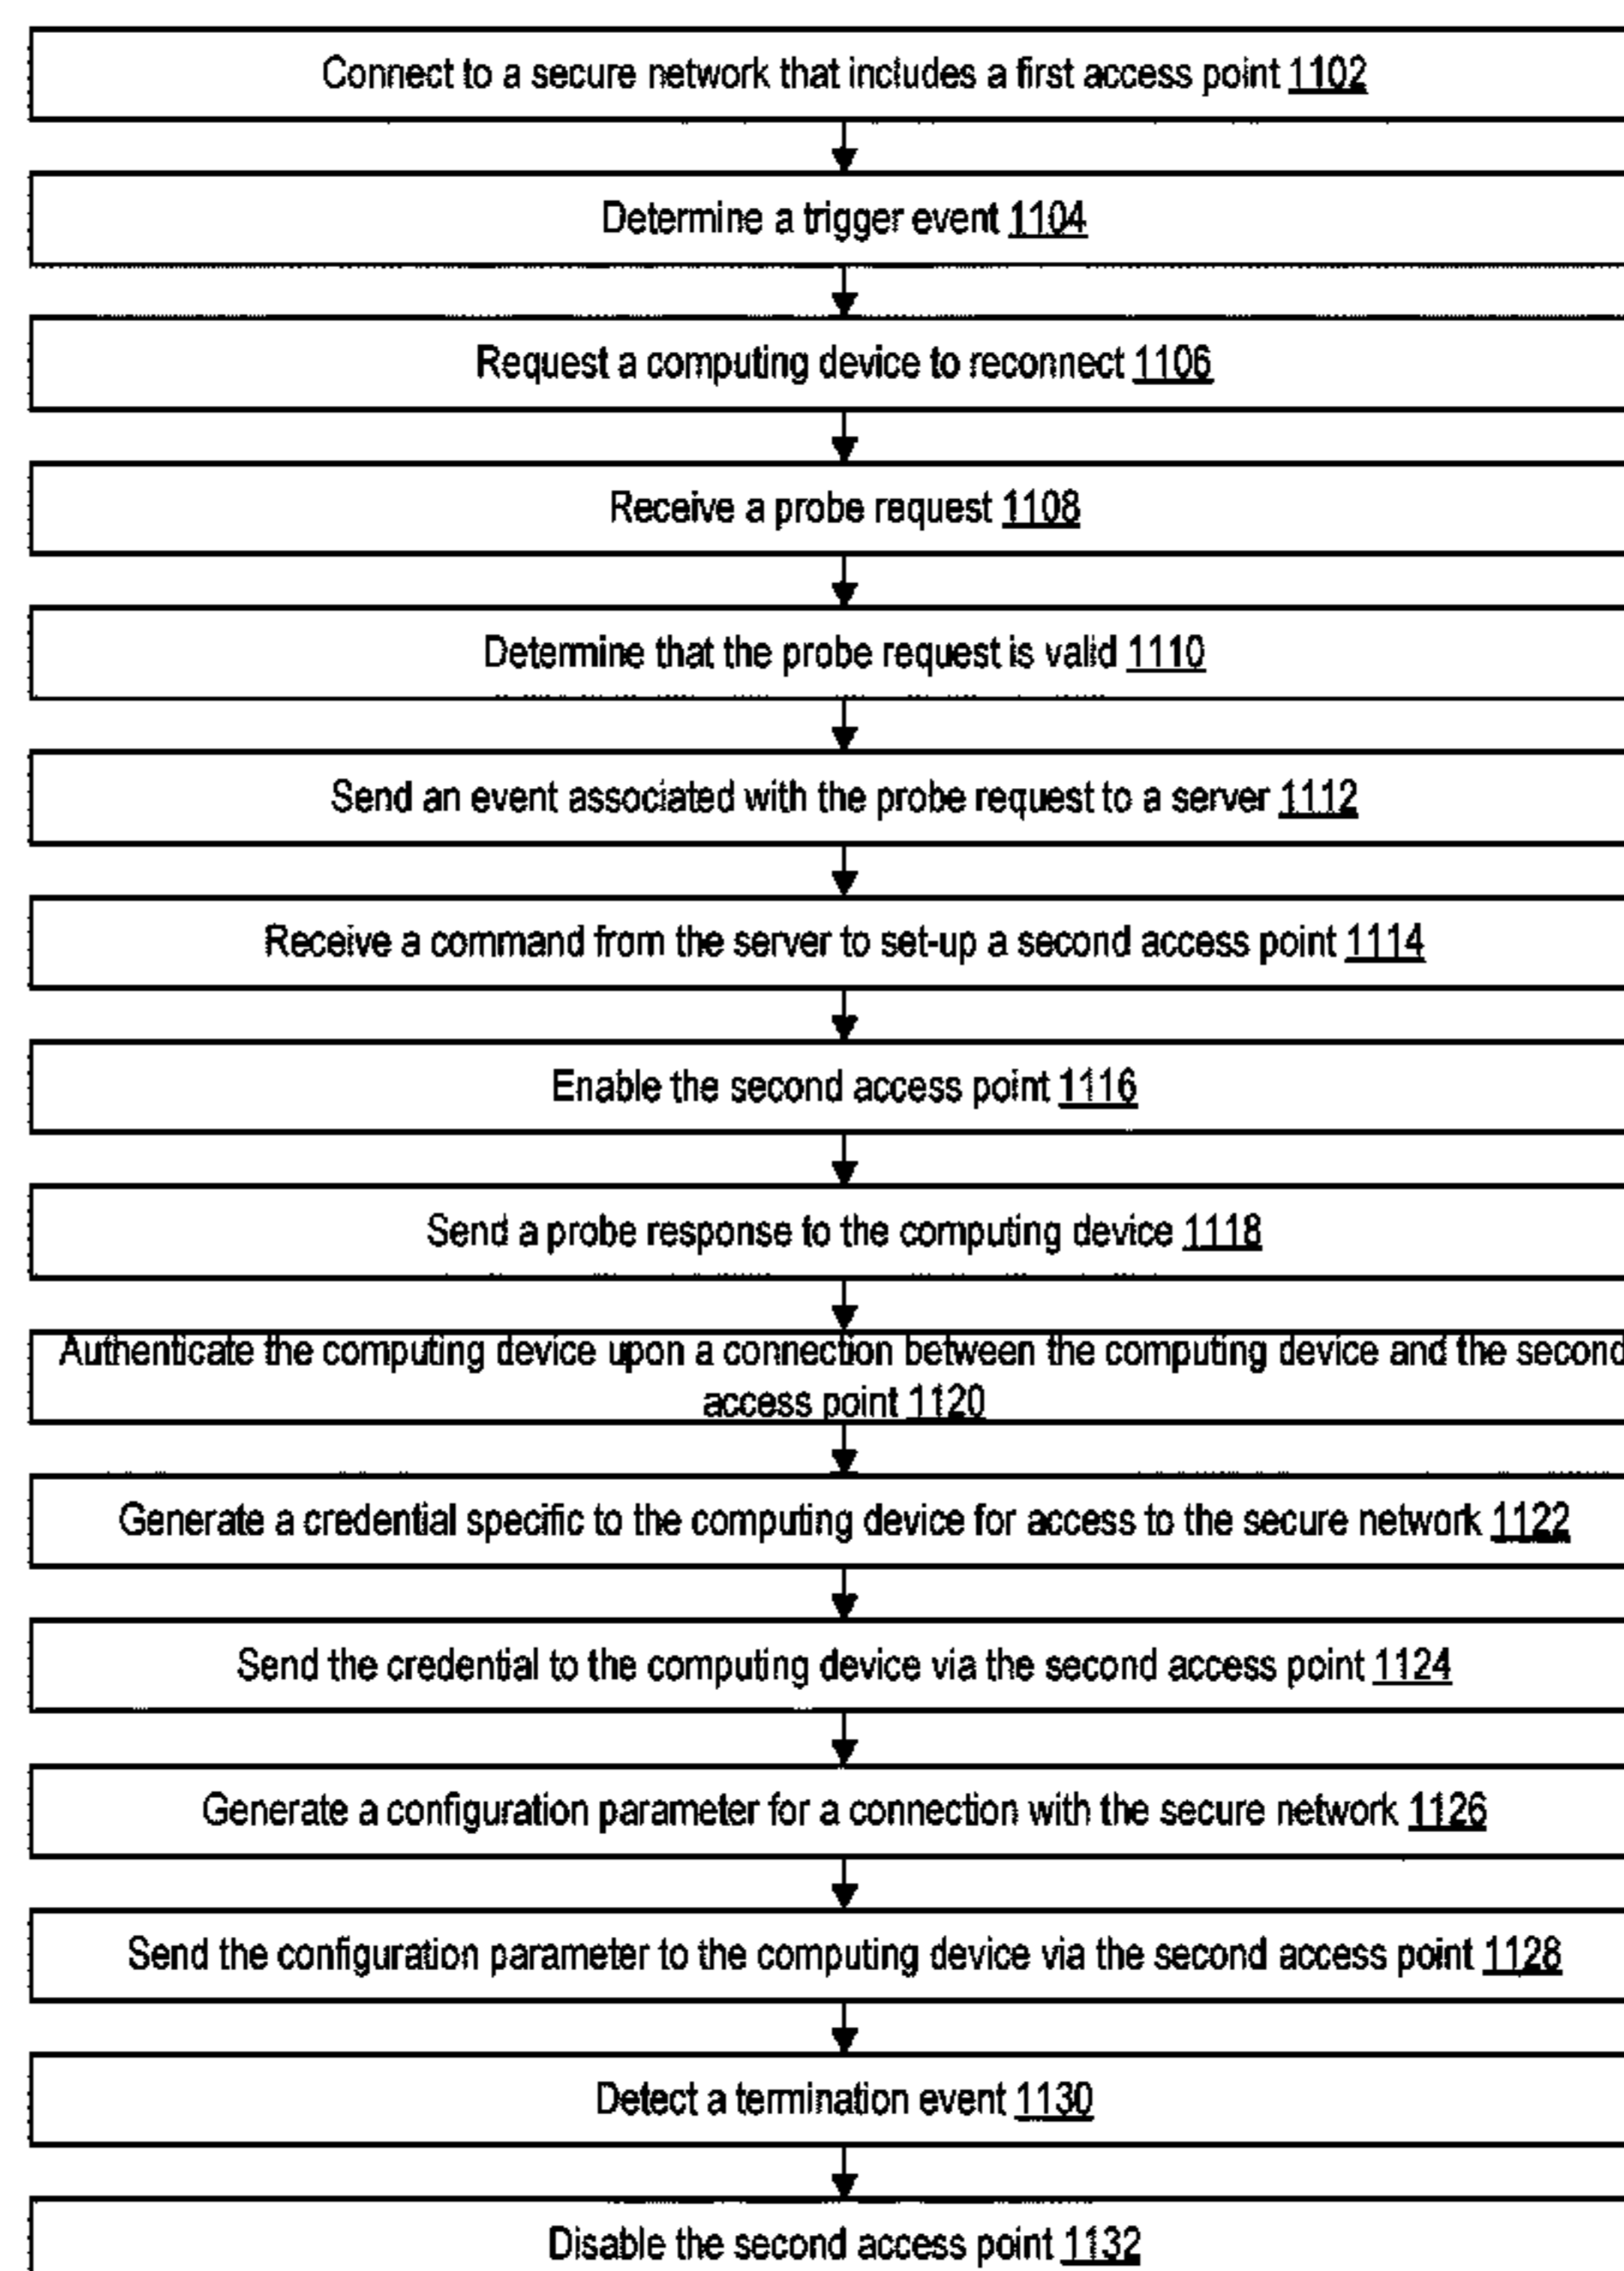 Connect to a secure network that includes a first access point 1102
Determine a trigger event 1104
Request a computing device to reconnect 1106
Receive a probe request 1108
Determine that the probe request is valid 1110
Send an event associated with the probe request to a server 1112
Receive a command from the server to set-up a second access point 1114
Enable the second access point 1116
Send a probe response to the computing device 1118
Authenticate the computing device upon a connection between the computing device and the second
access point 1120
Generate a credential specific to the computing device for access to the secure network 1122
Send the credential to the computing device via the second access point 1124
Generate a configuration parameter for a connection with the secure network 1126
Send the configuration parameter to the computing device via the second access point 1128
Detect a termination event 1130
Disable the second access point 1132